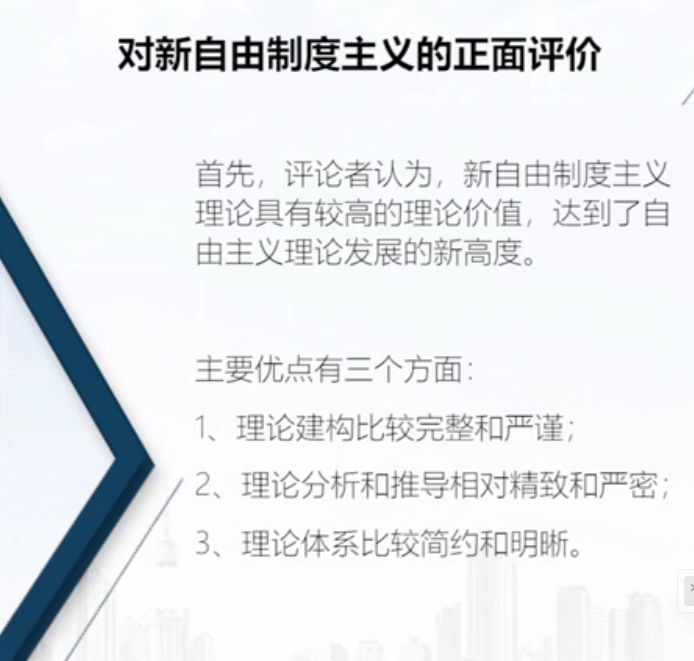 对新自由制度主义的正面评价
首先，评论者认为，新自由制度主义
理论具有较高的理论价值，达到了自
由主义理论发展的新高度。
主要优点有三个方面：
1、理论建构比较完整和严谨；
2、理论分析和推导相对精致和严密；
3、理论体系比较简约和明晰。